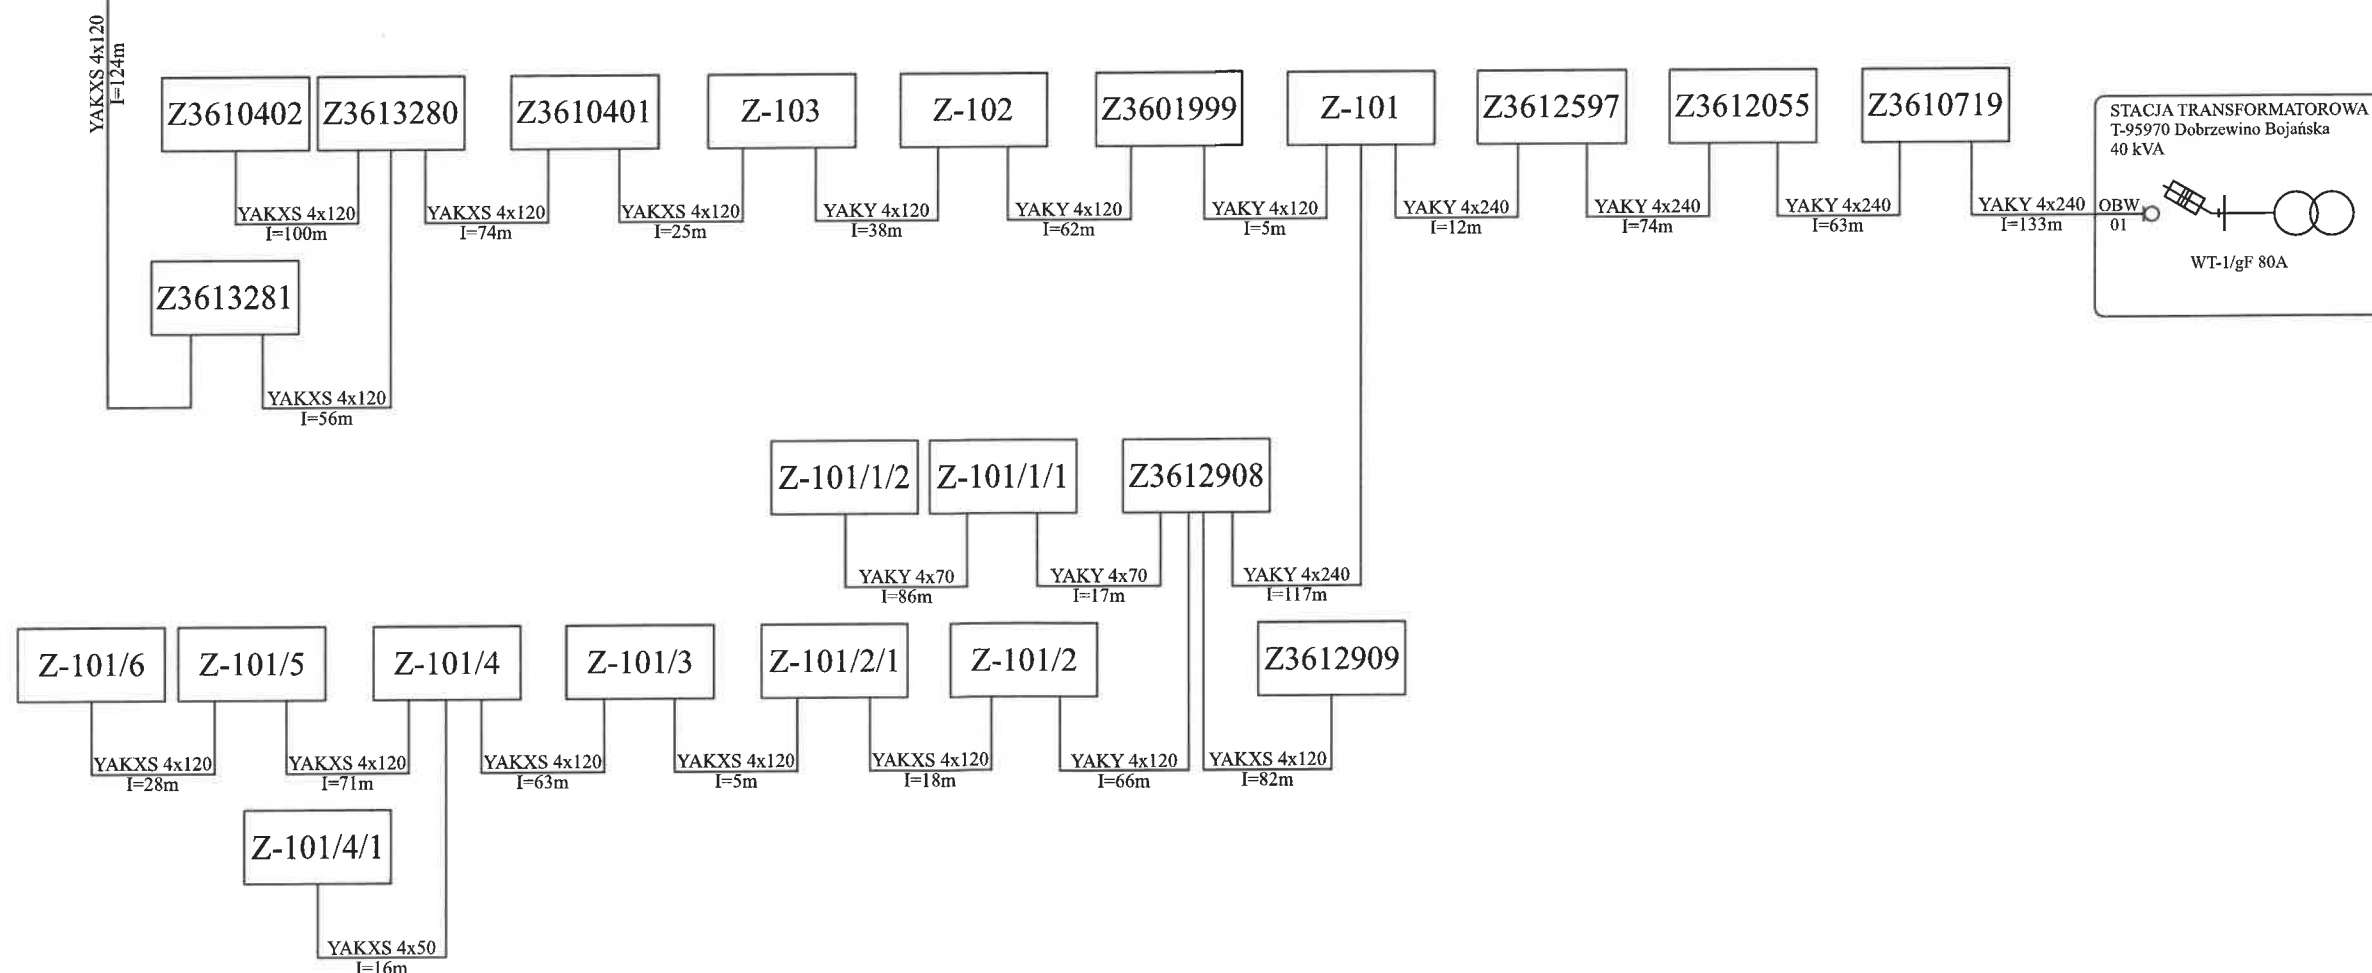 YAKXS 4x120
I=124m
Z3610402
Z3613280
Z3610401
Z-103
Z-102
Z3601999
Z-101
Z3612597
Z3612055
Z3610719
STACJA TRANSFORMATOROWA
T-95970 Dobrzewino Bojańska
40 kVA
YAKXS 4x120
I=100m
YAKXS 4x120
I=74m
YAKXS 4x120
I=25m
YAKY 4x120
I=38m
YAKY 4x120
I=62m
YAKY 4x120
I=5m
YAKY 4x240
I=12m
YAKY 4x240
I=74m
YAKY 4x240
I=63m
YAKY 4x240
I=133m
OBW
01
WT-1/gF 80A
Z3613281
YAKXS 4x120
I=56m
Z-101/1/2
Z-101/1/1
Z3612908
YAKY 4x70
I=86m
YAKY 4x70
I=17m
YAKY 4x240
I=117m
Z-101/6
Z-101/5
Z-101/4
Z-101/3
Z-101/2/1
Z-101/2
Z3612909
YAKXS 4x120
I=28m
YAKXS 4x120
I=71m
YAKXS 4x120
I=63m
YAKXS 4x120
I=5m
YAKXS 4x120
I=18m
YAKY 4x120
I=66m
YAKXS 4x120
I=82m
Z-101/4/1
YAKXS 4x50
I=16m